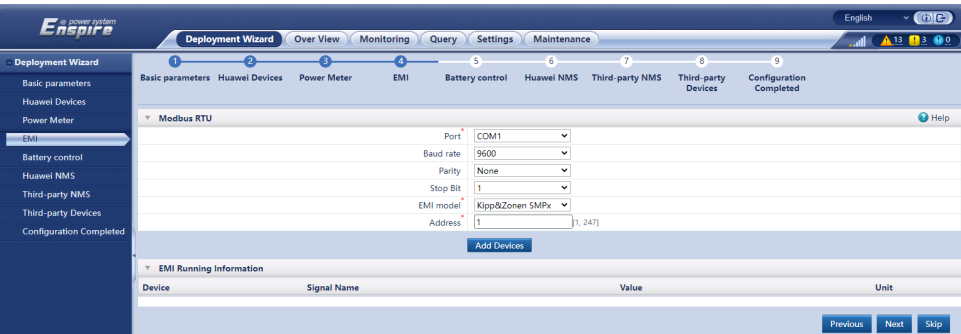 e power system
Enspire
English
Deployment Wizard Over View Monitoring Query Settings Maintenance
13 3 0
Deployment Wizard
Basic parameters
Huawei Devices
Power Meter
EMI
Battery control
Huawei NMS
Third-party NMS
Third-party Devices
Configuration Completed
1 2 3 4 5 6 7 8 9
Basic parameters Huawei Devices Power Meter EMI Battery control Huawei NMS Third-party NMS Third-party Devices Configuration Completed
Modbus RTU
Help
Port* COM1
Baud rate 9600
Parity None
Stop Bit 1
EMI model* Kipp&Zonen SMPx
Address* 1 [1, 247]
Add Devices
EMI Running Information
Device Signal Name Value Unit
Previous Next Skip